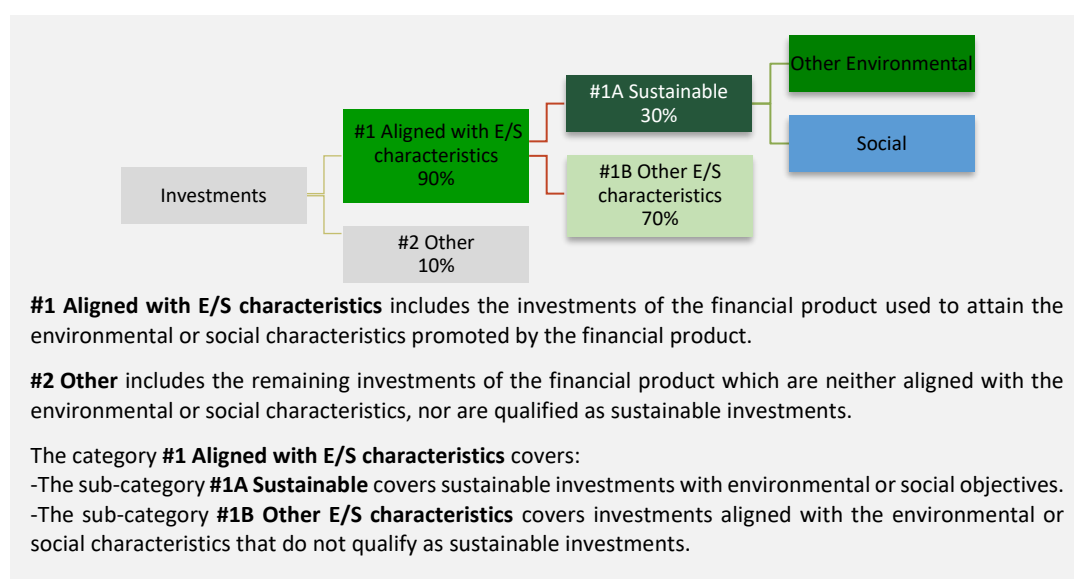 Other Environmental
#1A Sustainable
30%
#1 Aligned with E/S
characteristics
90%
Social
#1B Other E/S
characteristics
70%
Investments
#2 Other
10%
#1 Aligned with E/S characteristics includes the investments of the financial product used to attain the
environmental or social characteristics promoted by the financial product.
#2 Other includes the remaining investments of the financial product which are neither aligned with the
environmental or social characteristics, nor are qualified as sustainable investments.
The category #1 Aligned with E/S characteristics covers:
-The sub-category #1A Sustainable covers sustainable investments with environmental or social objectives.
-The sub-category #1B Other E/S characteristics covers investments aligned with the environmental or
social characteristics that do not qualify as sustainable investments.